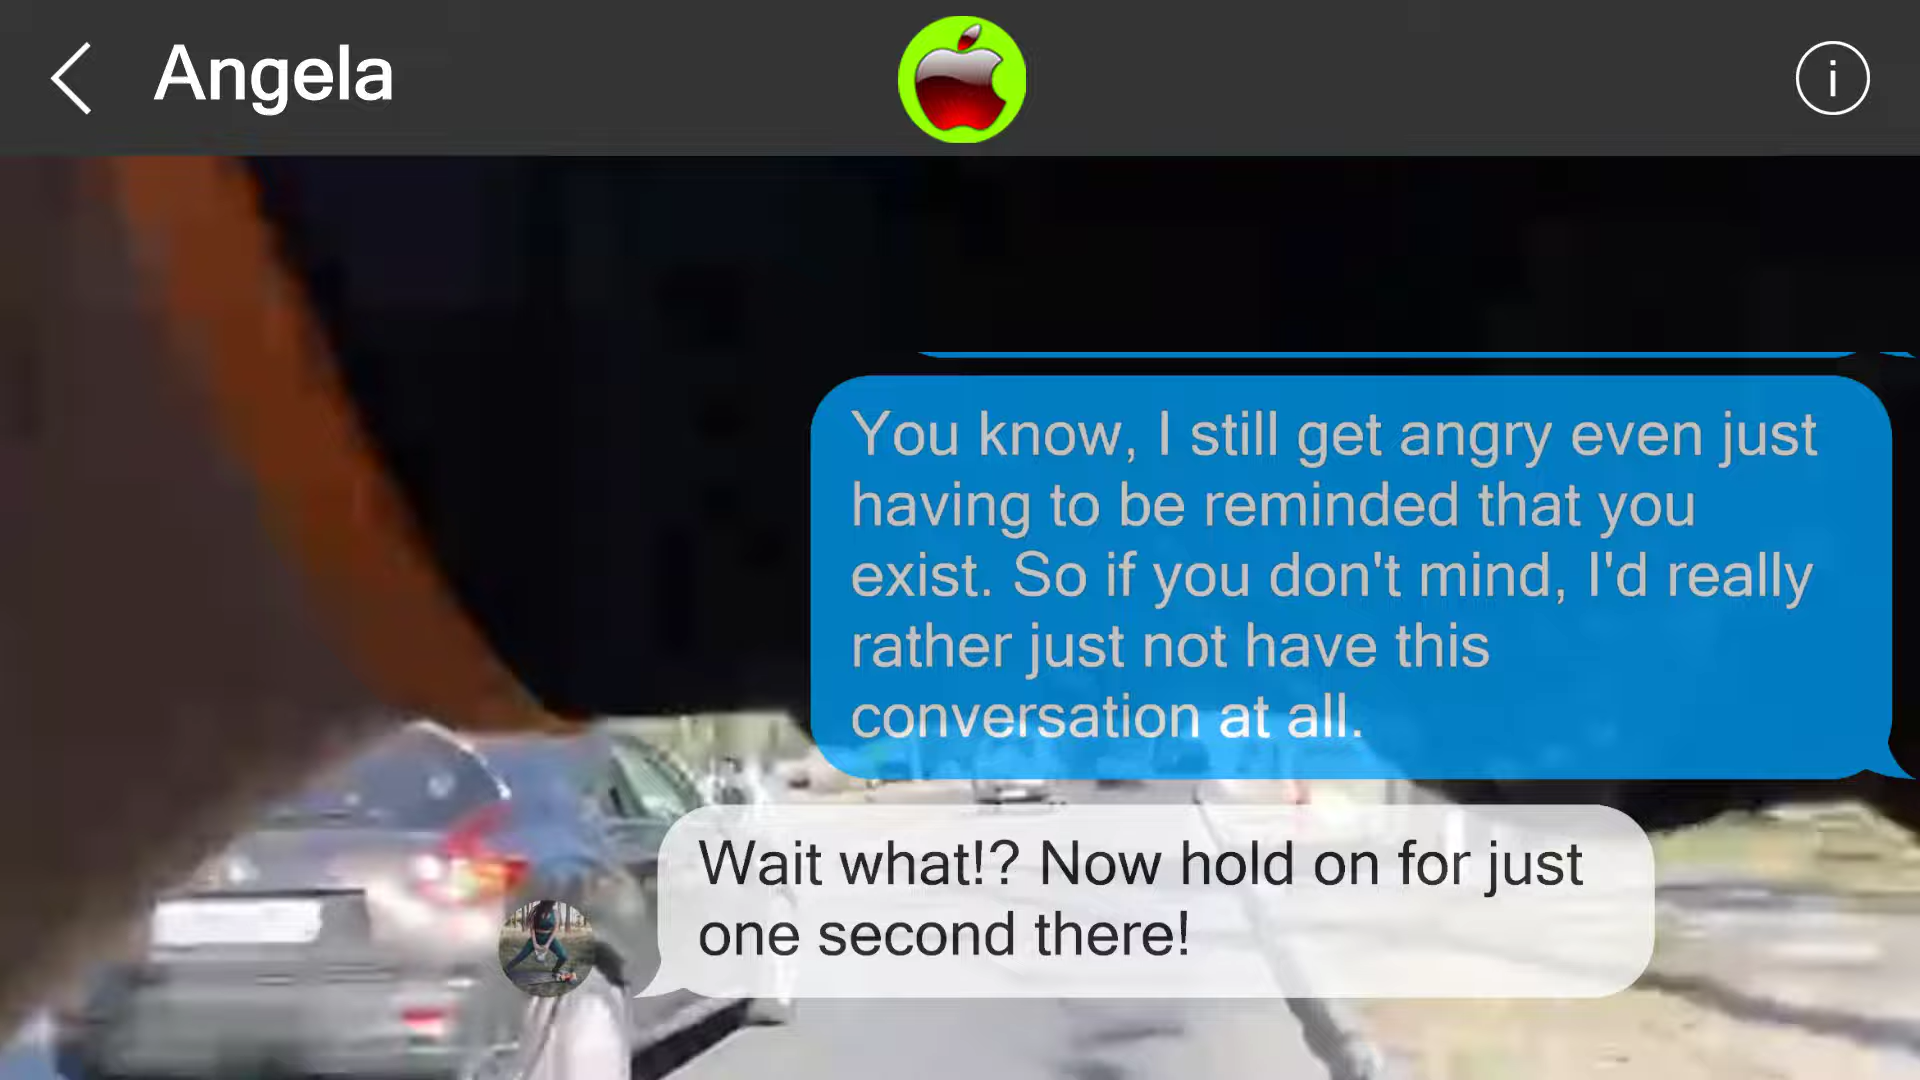 Angela
You know, I still get angry even just
having to be reminded that you
exist. So if you don't mind, I'd really
rather just not have this
conversation at all.
Wait what!? Now hold on for just
one second there!